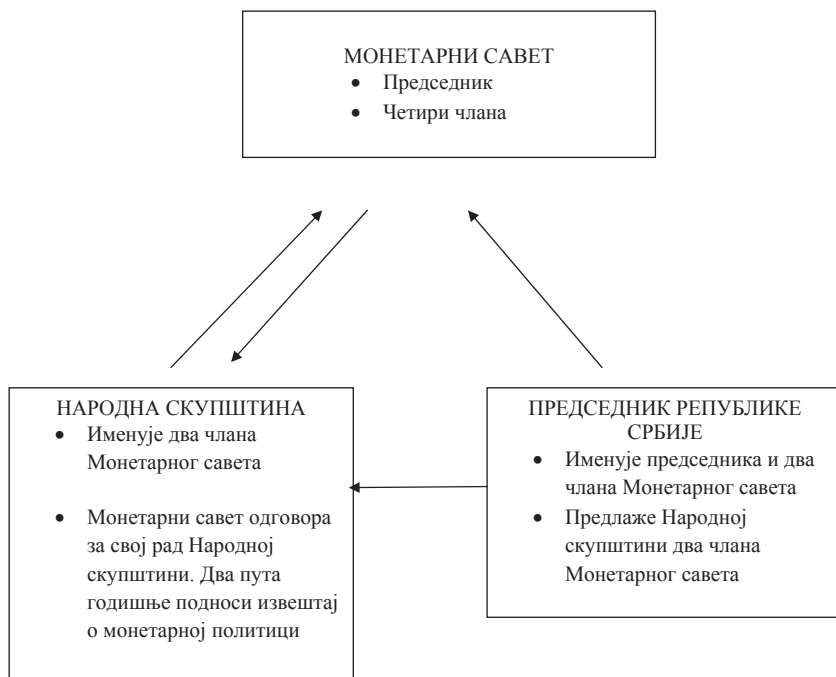 МОНЕТАРНИ САВЕТ
• Председник
• Четири члана
НАРОДНА СКУПШТИНА
• Именује два члана
Монетарног савета
• Монетарни савет одговора
за свој рад Народној
скупштини. Два пута
годишње подноси извештај
о монетарној политици
ПРЕДСЕДНИК РЕПУБЛИКЕ
СРБИЈЕ
• Именује председника и два
члана Монетарног савета
• Предлаже Народној
скупштини два члана
Монетарног савета